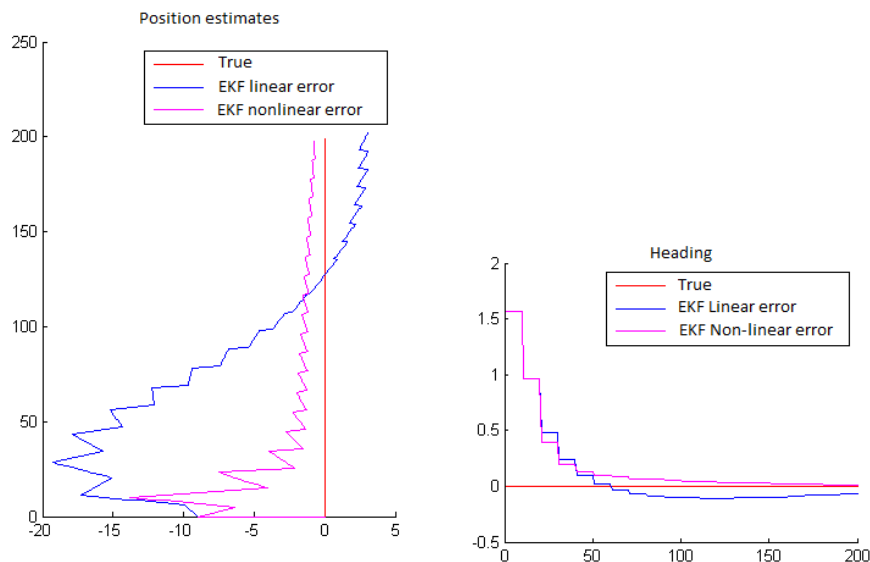 Position estimates
250
True
EKF linear error
EKF nonlinear error
200
150
100
50
0
-20
-15
-10
-5
0
5
Heading
2
True
EKF Linear error
EKF Non-linear error
1.5
1
0.5
0
-0.5
0
50
100
150
200